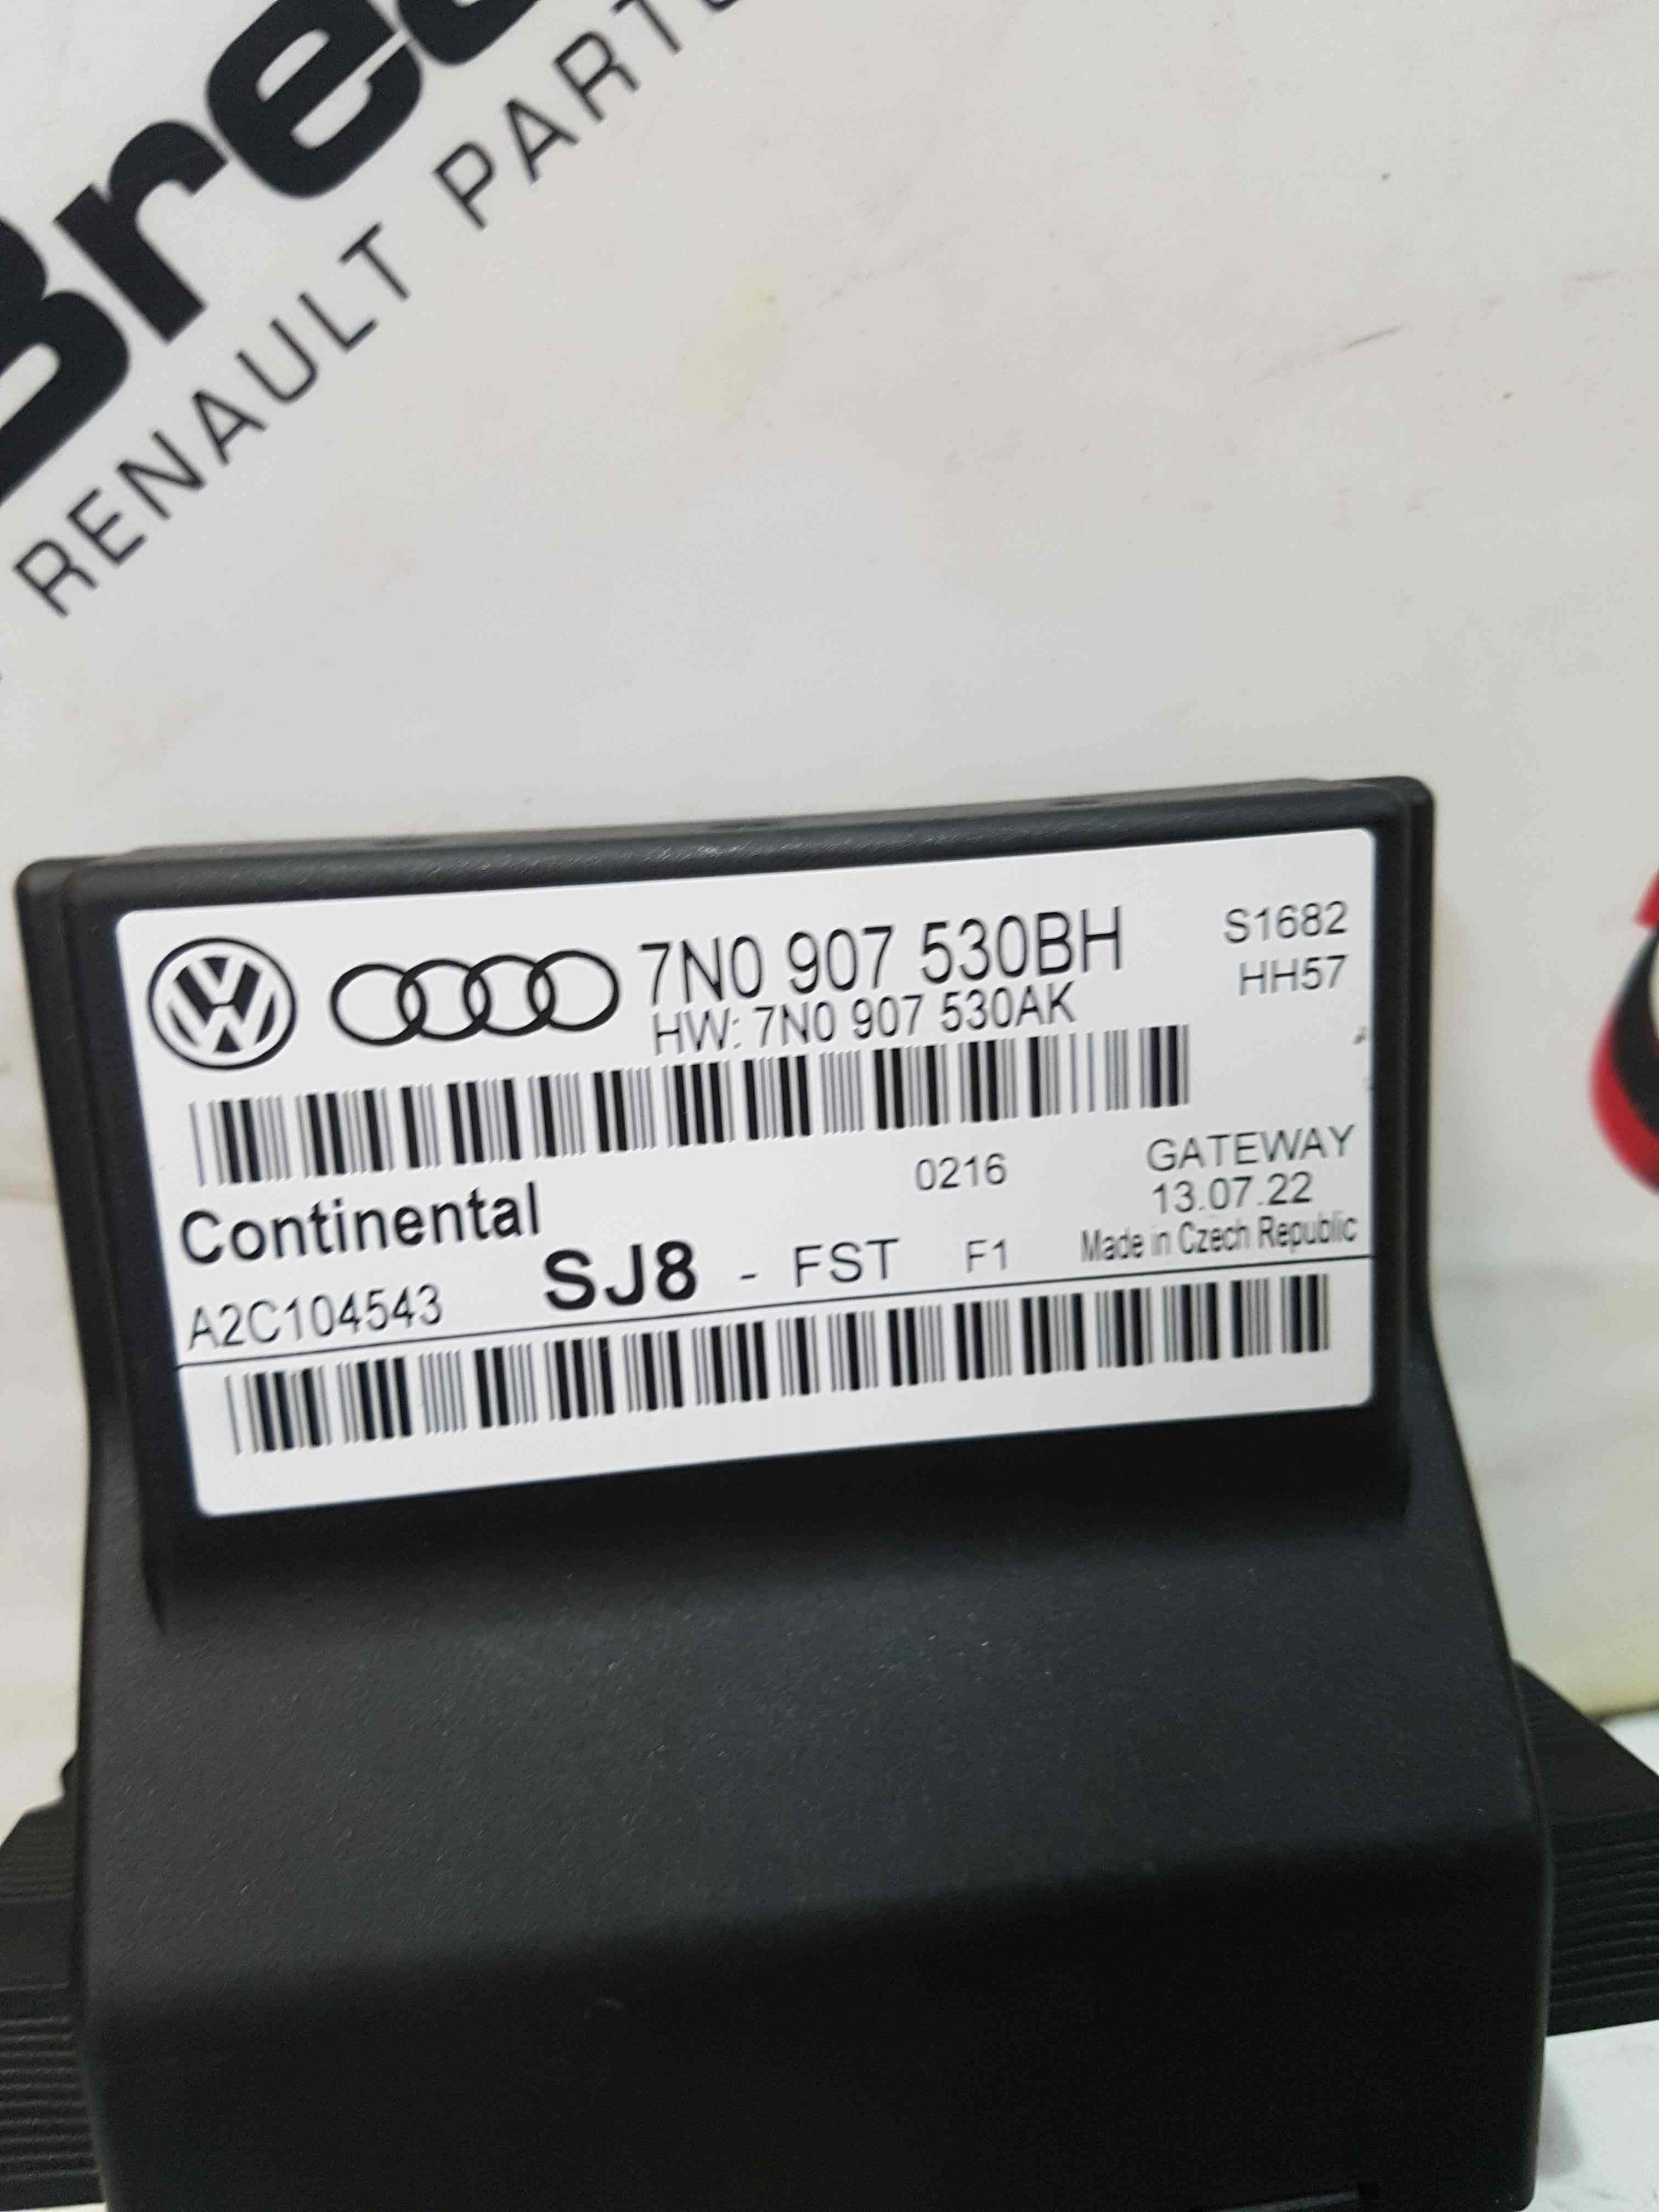 Bre
RENAULT PART
7N0 907 530BH
S1682
HH57
HW: 7N0 907 530AK
0216
GATEWAY
13.07.22
Made in Czech Republic
Continental
A2C104543
SJ8 - FST F1